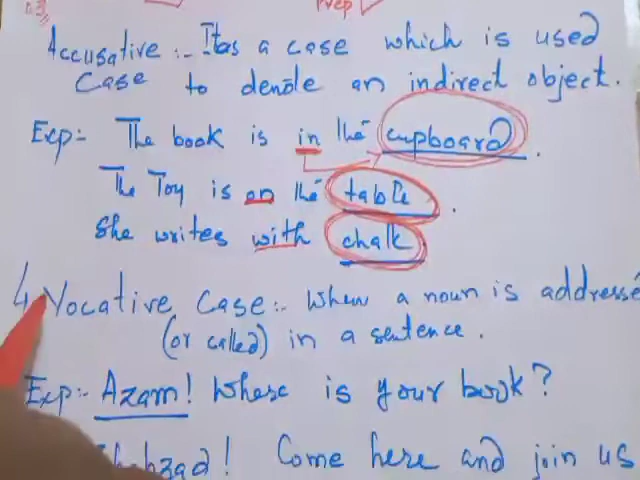 Prep
Accusative :- Itas a case which is used
Case to denote an indirect object.
Exp:- The book is in the cupboard.
The Toy is on the table.
She writes with chalk.
4 Vocative Case:- When a noun is addresse
(or called) in a sentence.
Exp:- Azam! Where is your book?
Shahzad! Come here and join us